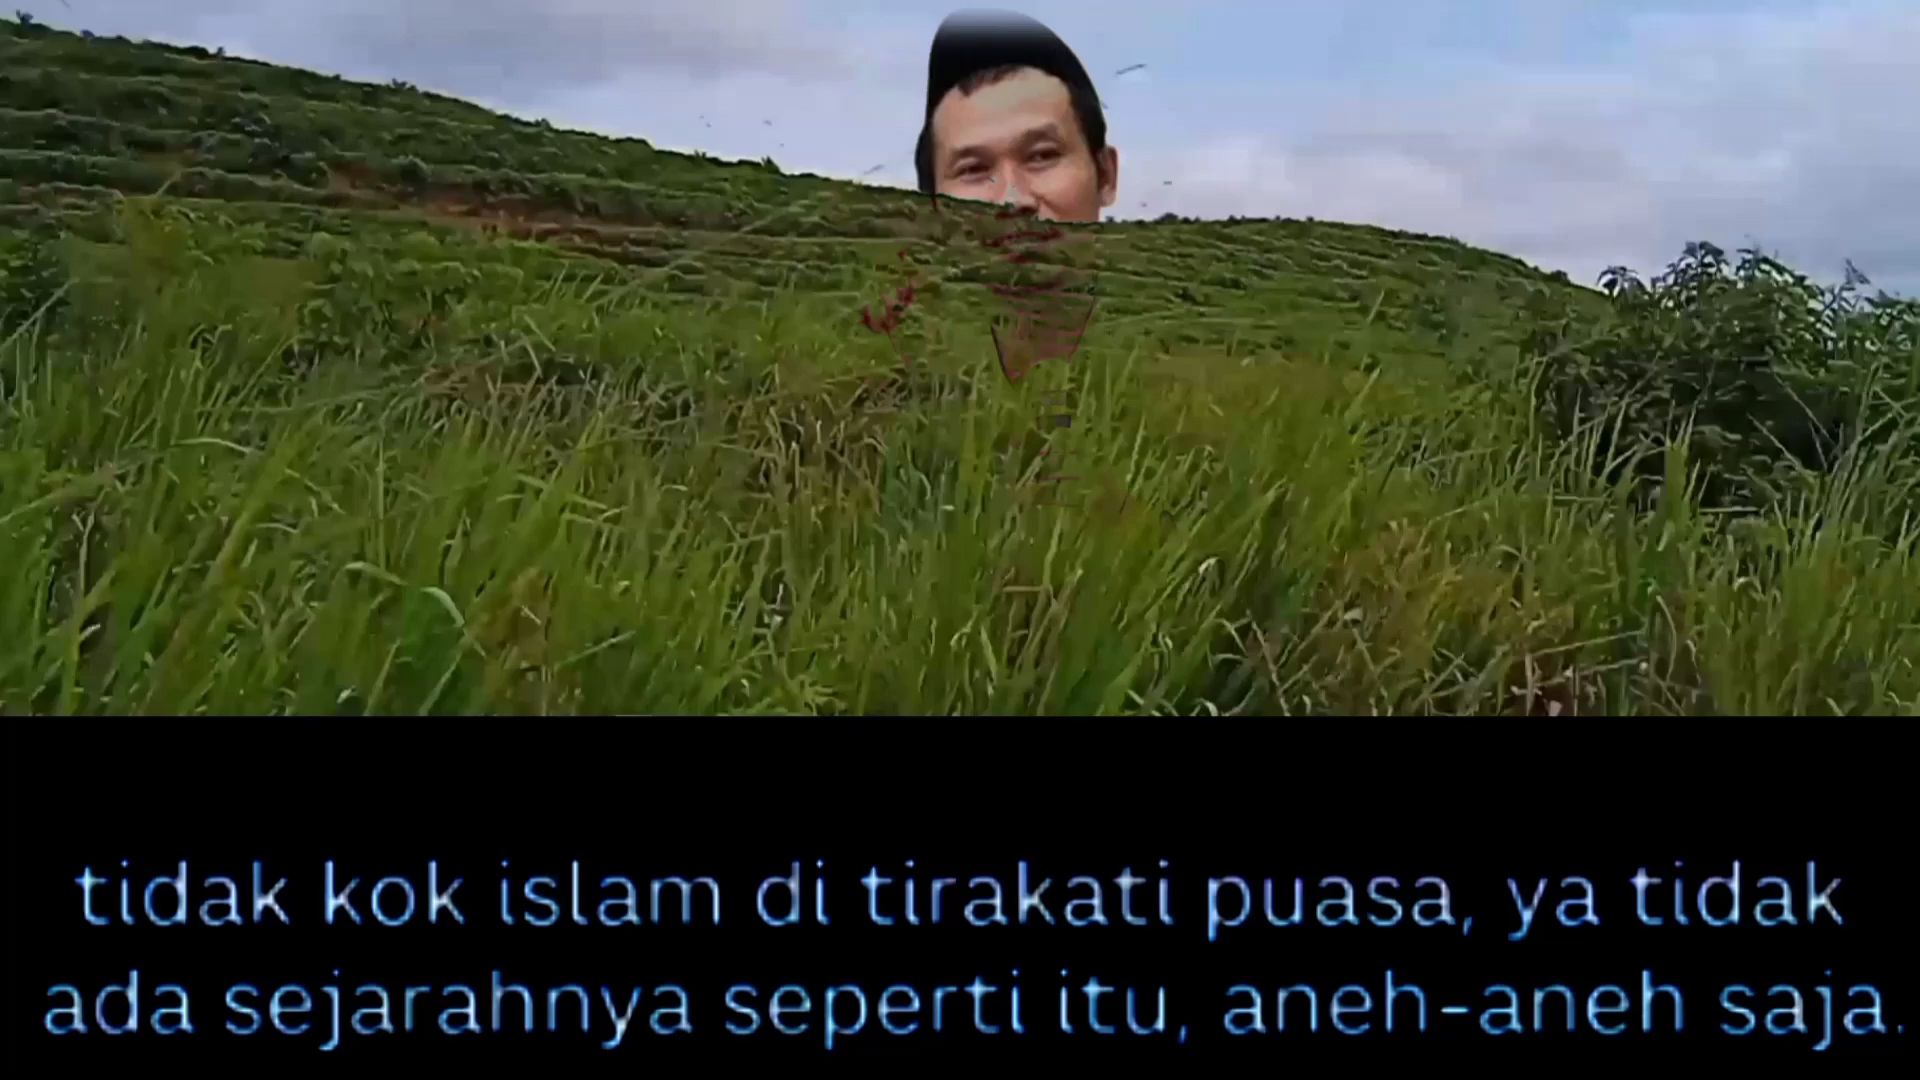 tidak kok islam di tirakati puasa, ya tidak
ada sejarahnya seperti itu, aneh-aneh saja.